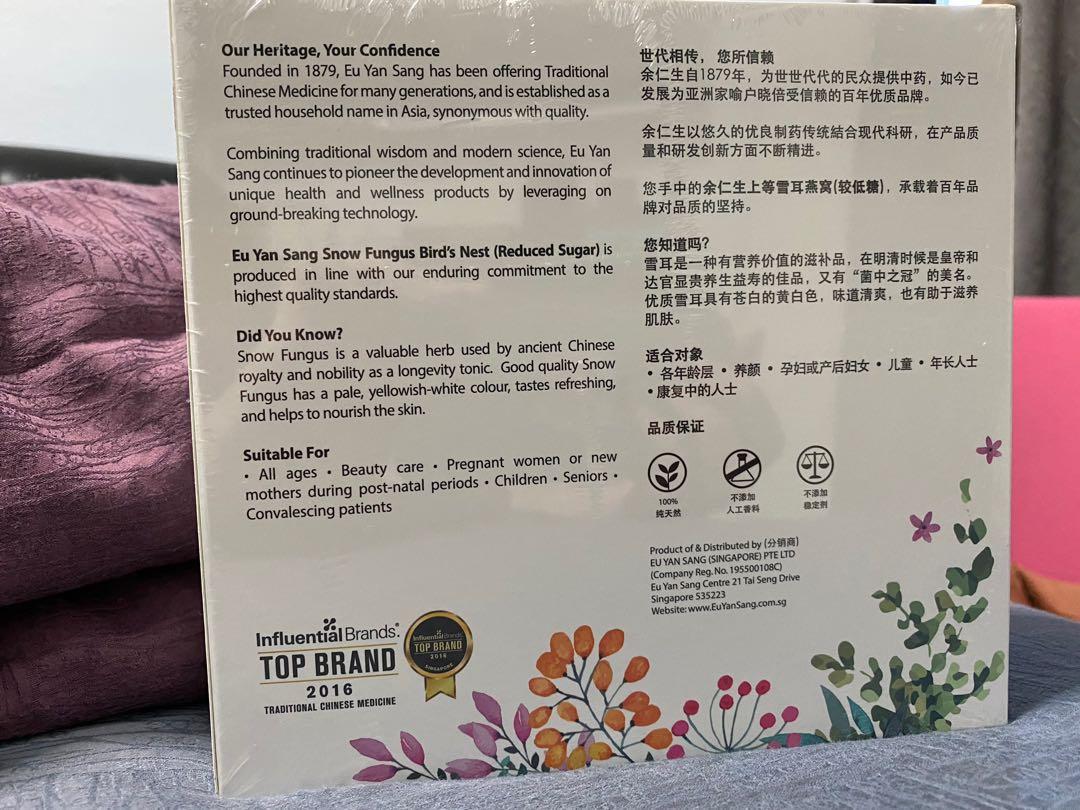 Our Heritage, Your Confidence
Founded in 1879, Eu Yan Sang has been offering Traditional
Chinese Medicine for many generations, and is established as a
trusted household name in Asia, synonymous with quality.
Combining traditional wisdom and modern science, Eu Yan
Sang continues to pioneer the development and innovation of
unique health and wellness products by leveraging on
ground-breaking technology.
Eu Yan Sang Snow Fungus Bird's Nest (Reduced Sugar) is
produced in line with our enduring commitment to the
highest quality standards.
Did You Know?
Snow Fungus is a valuable herb used by ancient Chinese
royalty and nobility as a longevity tonic. Good quality Snow
Fungus has a pale, yellowish-white colour, tastes refreshing,
and helps to nourish the skin.
Suitable For
• All ages • Beauty care • Pregnant women or new
mothers during post-natal periods • Children • Seniors •
Convalescing patients
Influential Brands®
TOP BRAND
2016
TRADITIONAL CHINESE MEDICINE
Influential Brands
TOP BRAND
2016
SINGAPORE
世代相传，您所信赖
余仁生自1879年，为世世代代的民众提供中药，如今已
发展为亚洲家喻户晓倍受信赖的百年优质品牌。
余仁生以悠久的优良制药传统结合现代科研，在产品质
量和研发创新方面不断精进。
您手中的余仁生上等雪耳燕窝(较低糖)，承载着百年品
牌对品质的坚持。
您知道吗？
雪耳是一种有营养价值的滋补品，在明清时候是皇帝和
达官显贵养生益寿的佳品，又有“菌中之冠”的美名。
优质雪耳具有苍白的黄白色，味道清爽，也有助于滋养
肌肤。
适合对象
• 各年龄层 • 养颜 • 孕妇或产后妇女 • 儿童 • 年长人士
• 康复中的人士
品质保证
100%
纯天然
不添加
人工香料
不添加
稳定剂
Product of & Distributed by (分销商)
EU YAN SANG (SINGAPORE) PTE LTD
(Company Reg. No. 195500108C)
Eu Yan Sang Centre 21 Tai Seng Drive
Singapore 535223
Website: www.EuYanSang.com.sg